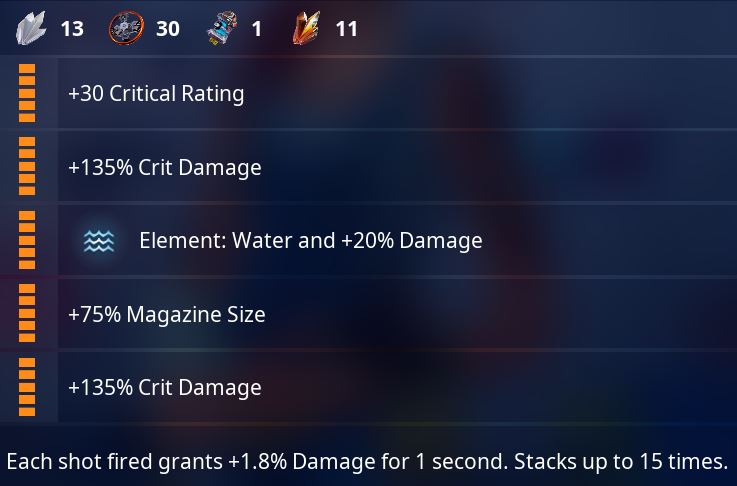 13 30 1 11
+30 Critical Rating
+135% Crit Damage
Element: Water and +20% Damage
+75% Magazine Size
+135% Crit Damage
Each shot fired grants +1.8% Damage for 1 second. Stacks up to 15 times.